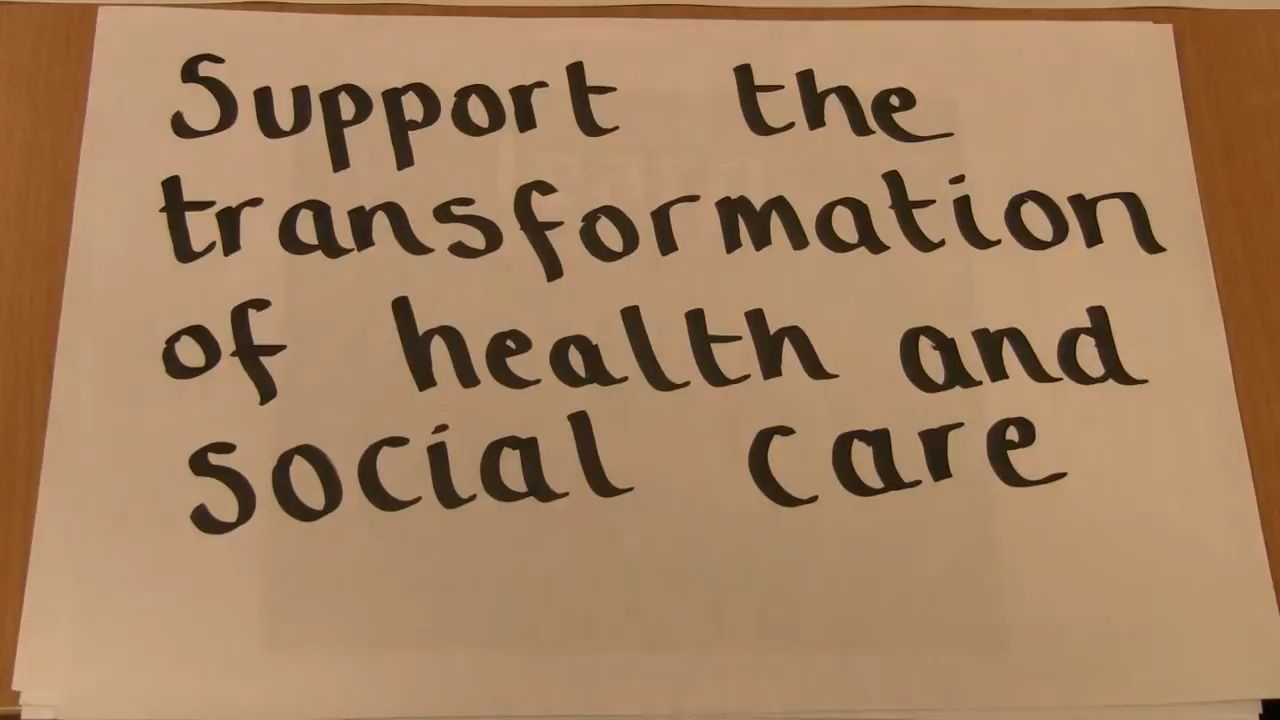 Support the
transformation
of health and
social care